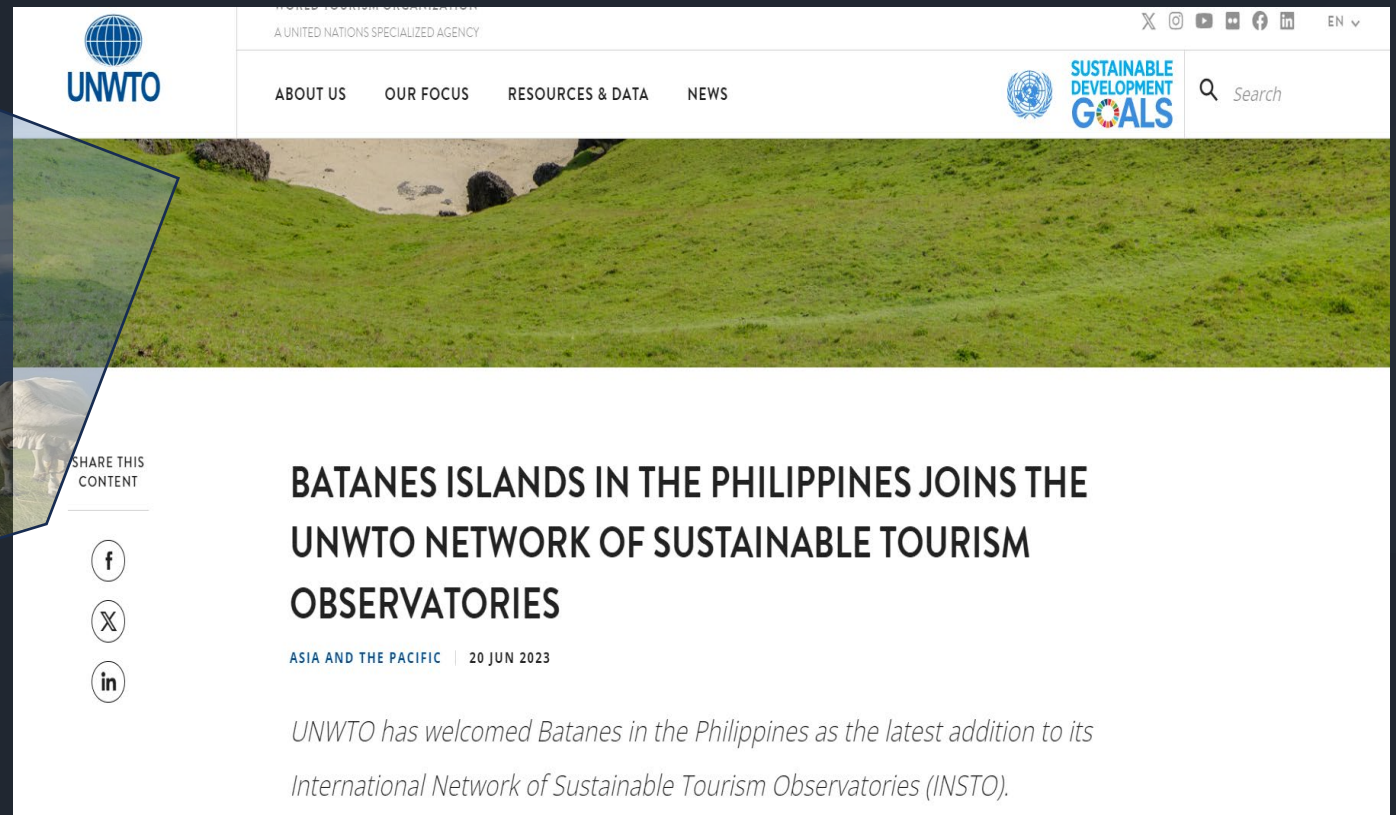 WORLD TOURISM ORGANIZATION
A UNITED NATIONS SPECIALIZED AGENCY
EN
UNWTO
ABOUT US OUR FOCUS RESOURCES & DATA NEWS
SUSTAINABLE
DEVELOPMENT
GOALS
Search
SHARE THIS
CONTENT
BATANES ISLANDS IN THE PHILIPPINES JOINS THE
UNWTO NETWORK OF SUSTAINABLE TOURISM
OBSERVATORIES
ASIA AND THE PACIFIC 20 JUN 2023
UNWTO has welcomed Batanes in the Philippines as the latest addition to its
International Network of Sustainable Tourism Observatories (INSTO).